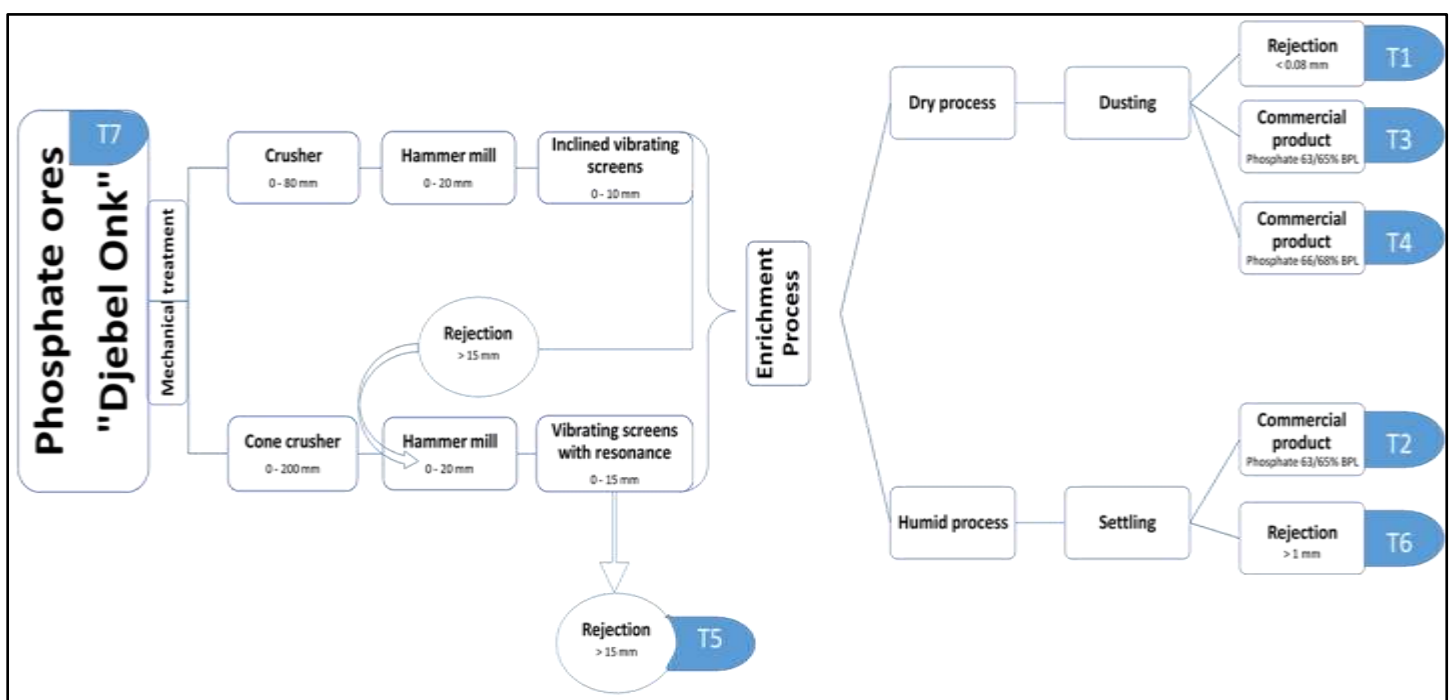 Phosphate ores
"Djebel Onk"
T7
Mechanical treatment
Crusher
0 - 80 mm
Hammer mill
0 - 20 mm
Inclined vibrating
screens
0 - 10 mm
Rejection
> 15 mm
Cone crusher
0 - 200 mm
Hammer mill
0 - 20 mm
Vibrating screens
with resonance
0 - 15 mm
Rejection
> 15 mm
T5
Enrichment
Process
Dry process
Dusting
Rejection
< 0.08 mm
T1
Commercial
product
Phosphate 63/65% BPL
T3
Commercial
product
Phosphate 66/68% BPL
T4
Humid process
Settling
Commercial
product
Phosphate 63/65% BPL
T2
Rejection
> 1 mm
T6